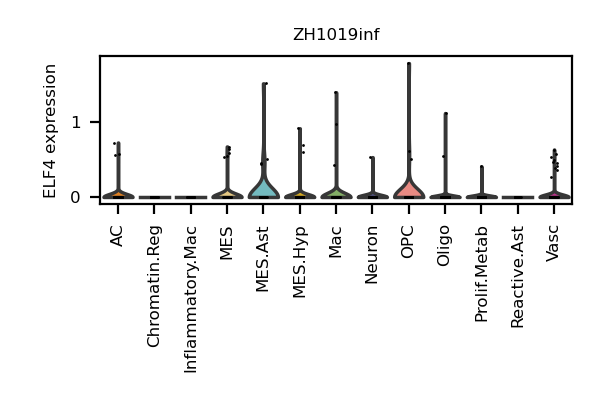 ZH1019inf
ELF4 expression
1
0
AC
Chromatin.Reg
Inflammatory.Mac
MES
MES.Ast
MES.Hyp
Mac
Neuron
OPC
Oligo
Prolif.Metab
Reactive.Ast
Vasc